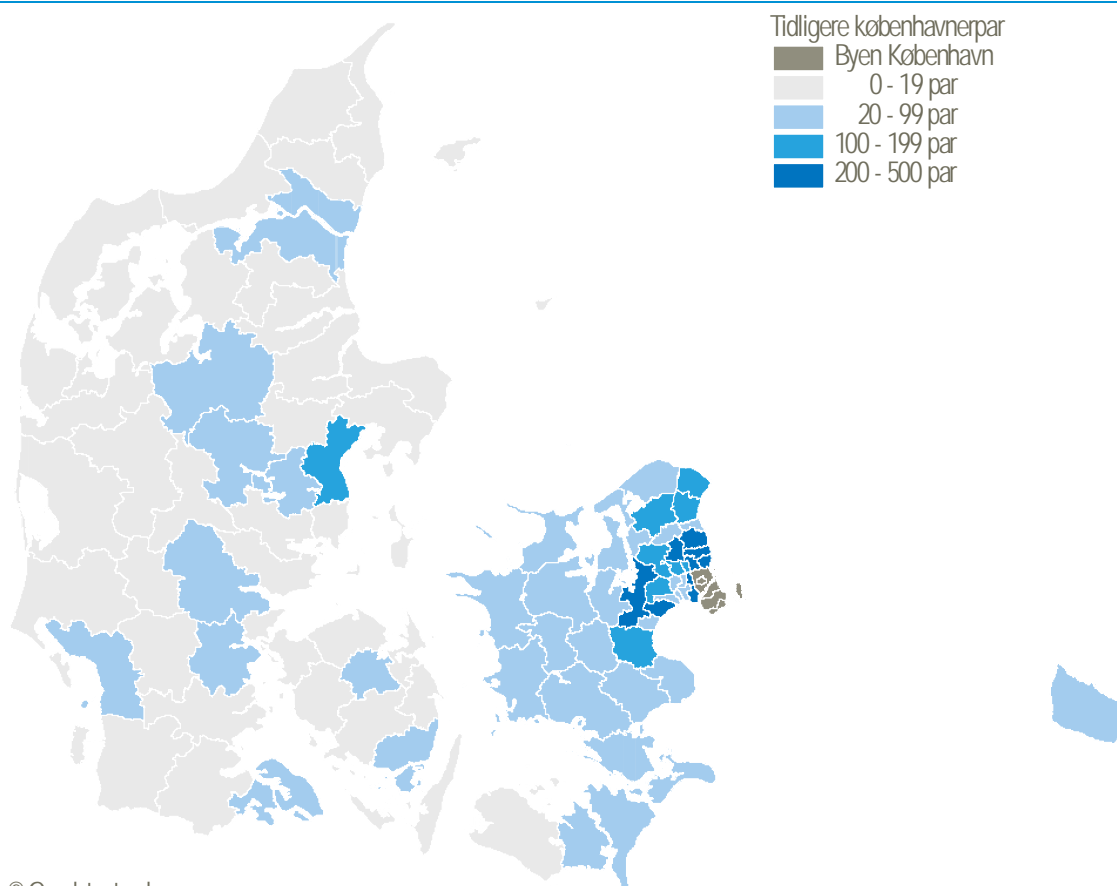 Tidligere københavnerpar
Byen København
0 - 19 par
20 - 99 par
100 - 199 par
200 - 500 par